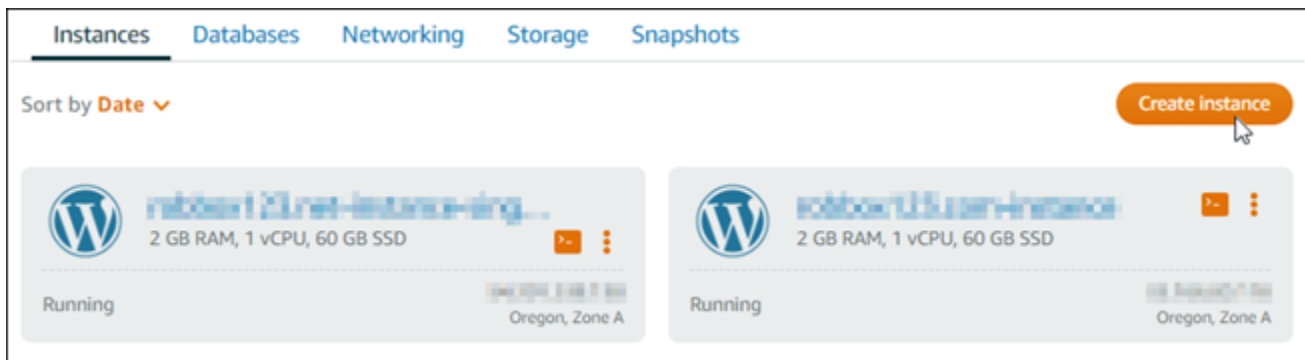 Instances Databases Networking Storage Snapshots
Sort by Date
Create instance
2 GB RAM, 1 vCPU, 60 GB SSD
Running
Oregon, Zone A
2 GB RAM, 1 vCPU, 60 GB SSD
Running
Oregon, Zone A